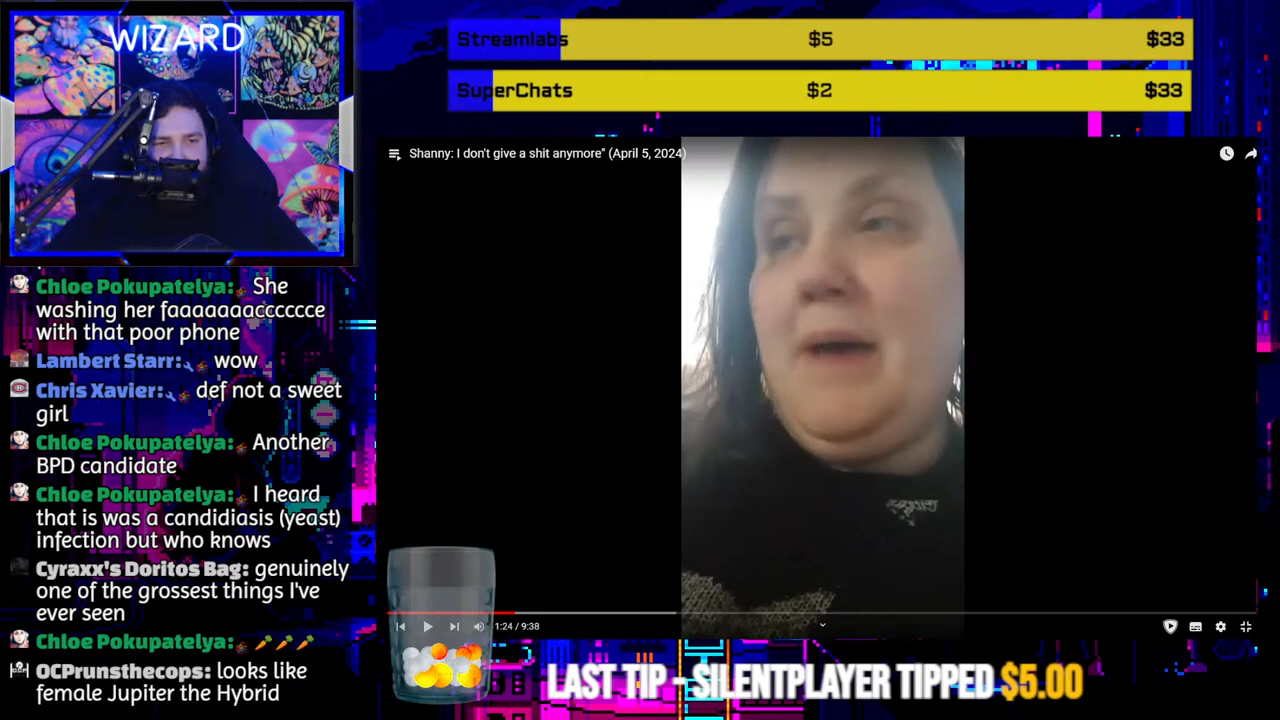 WIZARD
Streamlabs $5 $33
SuperChats $2 $33
Shanny: I don't give a shit anymore" (April 5, 2024)
Chloe Pokupatelya: She
washing her faaaaaaacccccce
with that poor phone
Lambert Starr: wow
Chris Xavier: def not a sweet
girl
Chloe Pokupatelya: Another
BPD candidate
Chloe Pokupatelya: I heard
that is was a candidiasis (yeast)
infection but who knows
Cyraxx's Doritos Bag: genuinely
one of the grossest things I've
ever seen
Chloe Pokupatelya:
OCPrunsthecops: looks like
female Jupiter the Hybrid
1:24 / 9:38
LAST TIP - SILENTPLAYER TIPPED $5.00